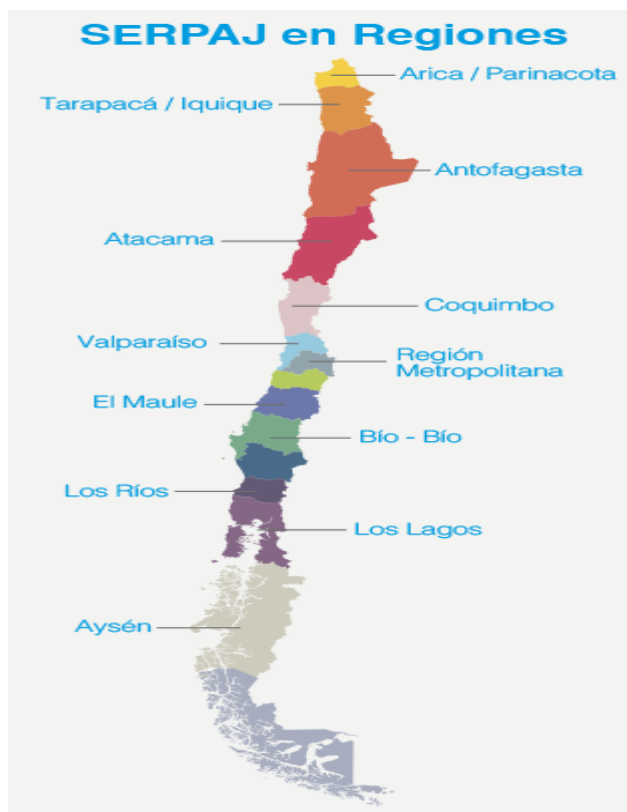 SERPAJ en Regiones
Arica / Parinacota
Tarapacá / Iquique
Antofagasta
Atacama
Coquimbo
Valparaíso
Región
Metropolitana
El Maule
Bío - Bío
Los Ríos
Los Lagos
Aysén